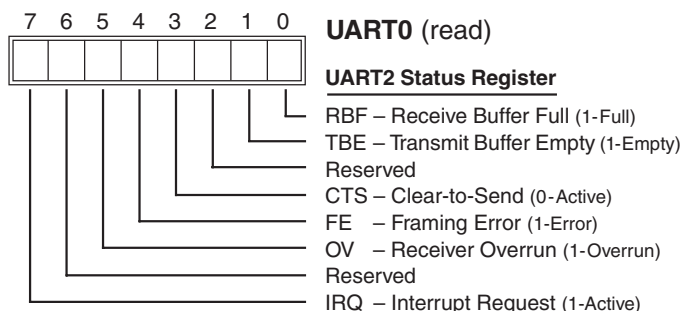 7 6 5 4 3 2 1 0
UART0 (read)
UART2 Status Register
RBF – Receive Buffer Full (1-Full)
TBE – Transmit Buffer Empty (1-Empty)
Reserved
CTS – Clear-to-Send (0-Active)
FE – Framing Error (1-Error)
OV – Receiver Overrun (1-Overrun)
Reserved
IRQ – Interrupt Request (1-Active)